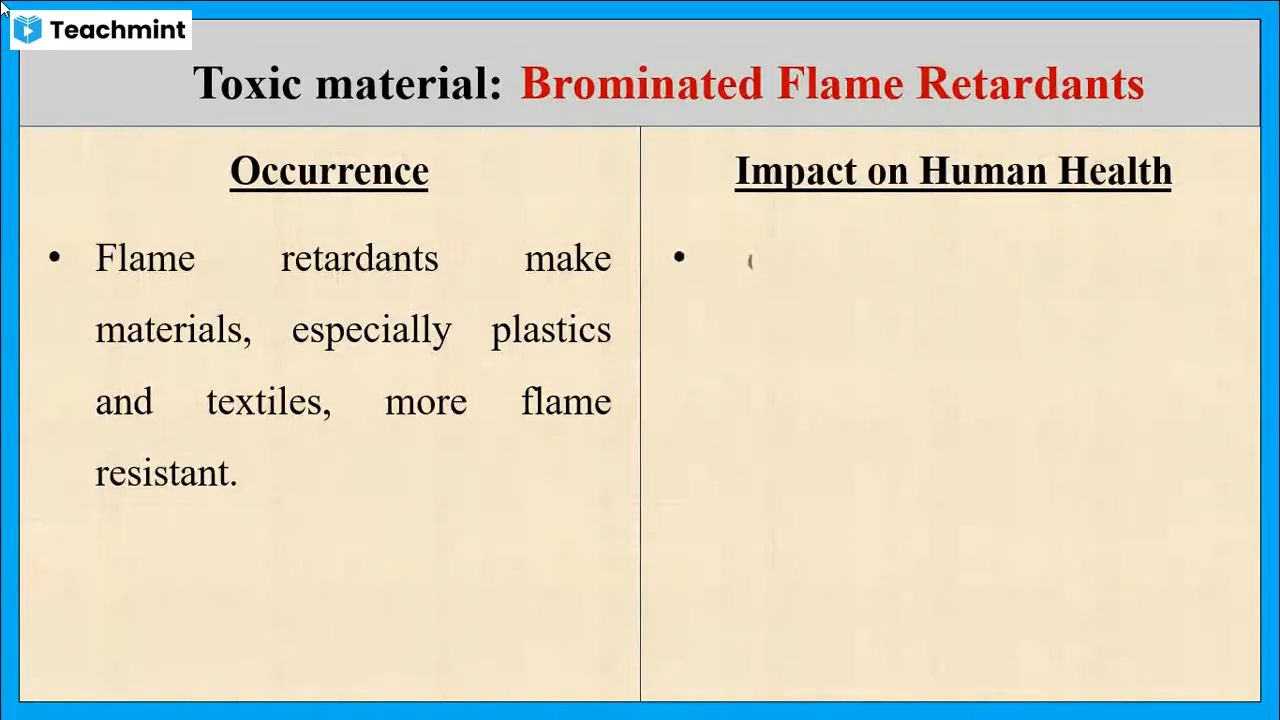 Teachmint
Toxic material: Brominated Flame Retardants
Occurrence
• Flame retardants make
materials, especially plastics
and textiles, more flame
resistant.
Impact on Human Health
•